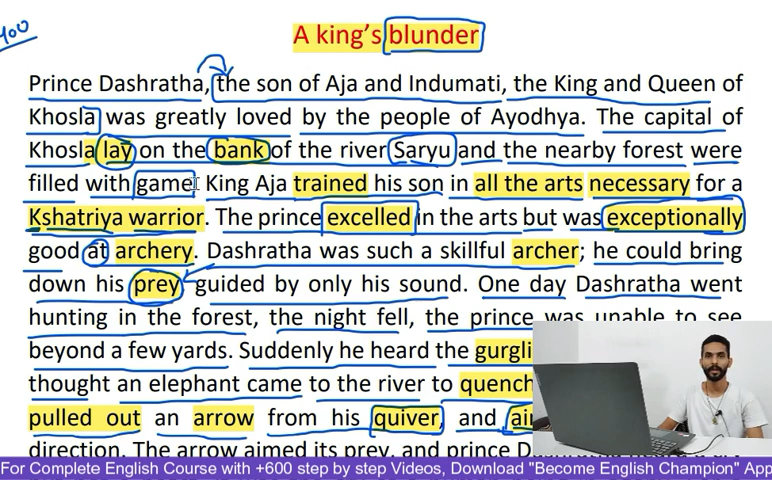 400
A king's blunder
Prince Dashratha, the son of Aja and Indumati, the King and Queen of
Khosla was greatly loved by the people of Ayodhya. The capital of
Khosla lay on the bank of the river Saryu and the nearby forest were
filled with game King Aja trained his son in all the arts necessary for a
Kshatriya warrior. The prince excelled in the arts but was exceptionally
good at archery. Dashratha was such a skillful archer; he could bring
down his prey guided by only his sound. One day Dashratha went
hunting in the forest, the night fell, the prince was unable to see
beyond a few yards. Suddenly he heard the gurgli
thought an elephant came to the river to quench
pulled out an arrow from his quiver, and ai
direction. The arrow aimed its prey, and prince
For Complete English Course with +600 step by step Videos, Download "Become English Champion" App